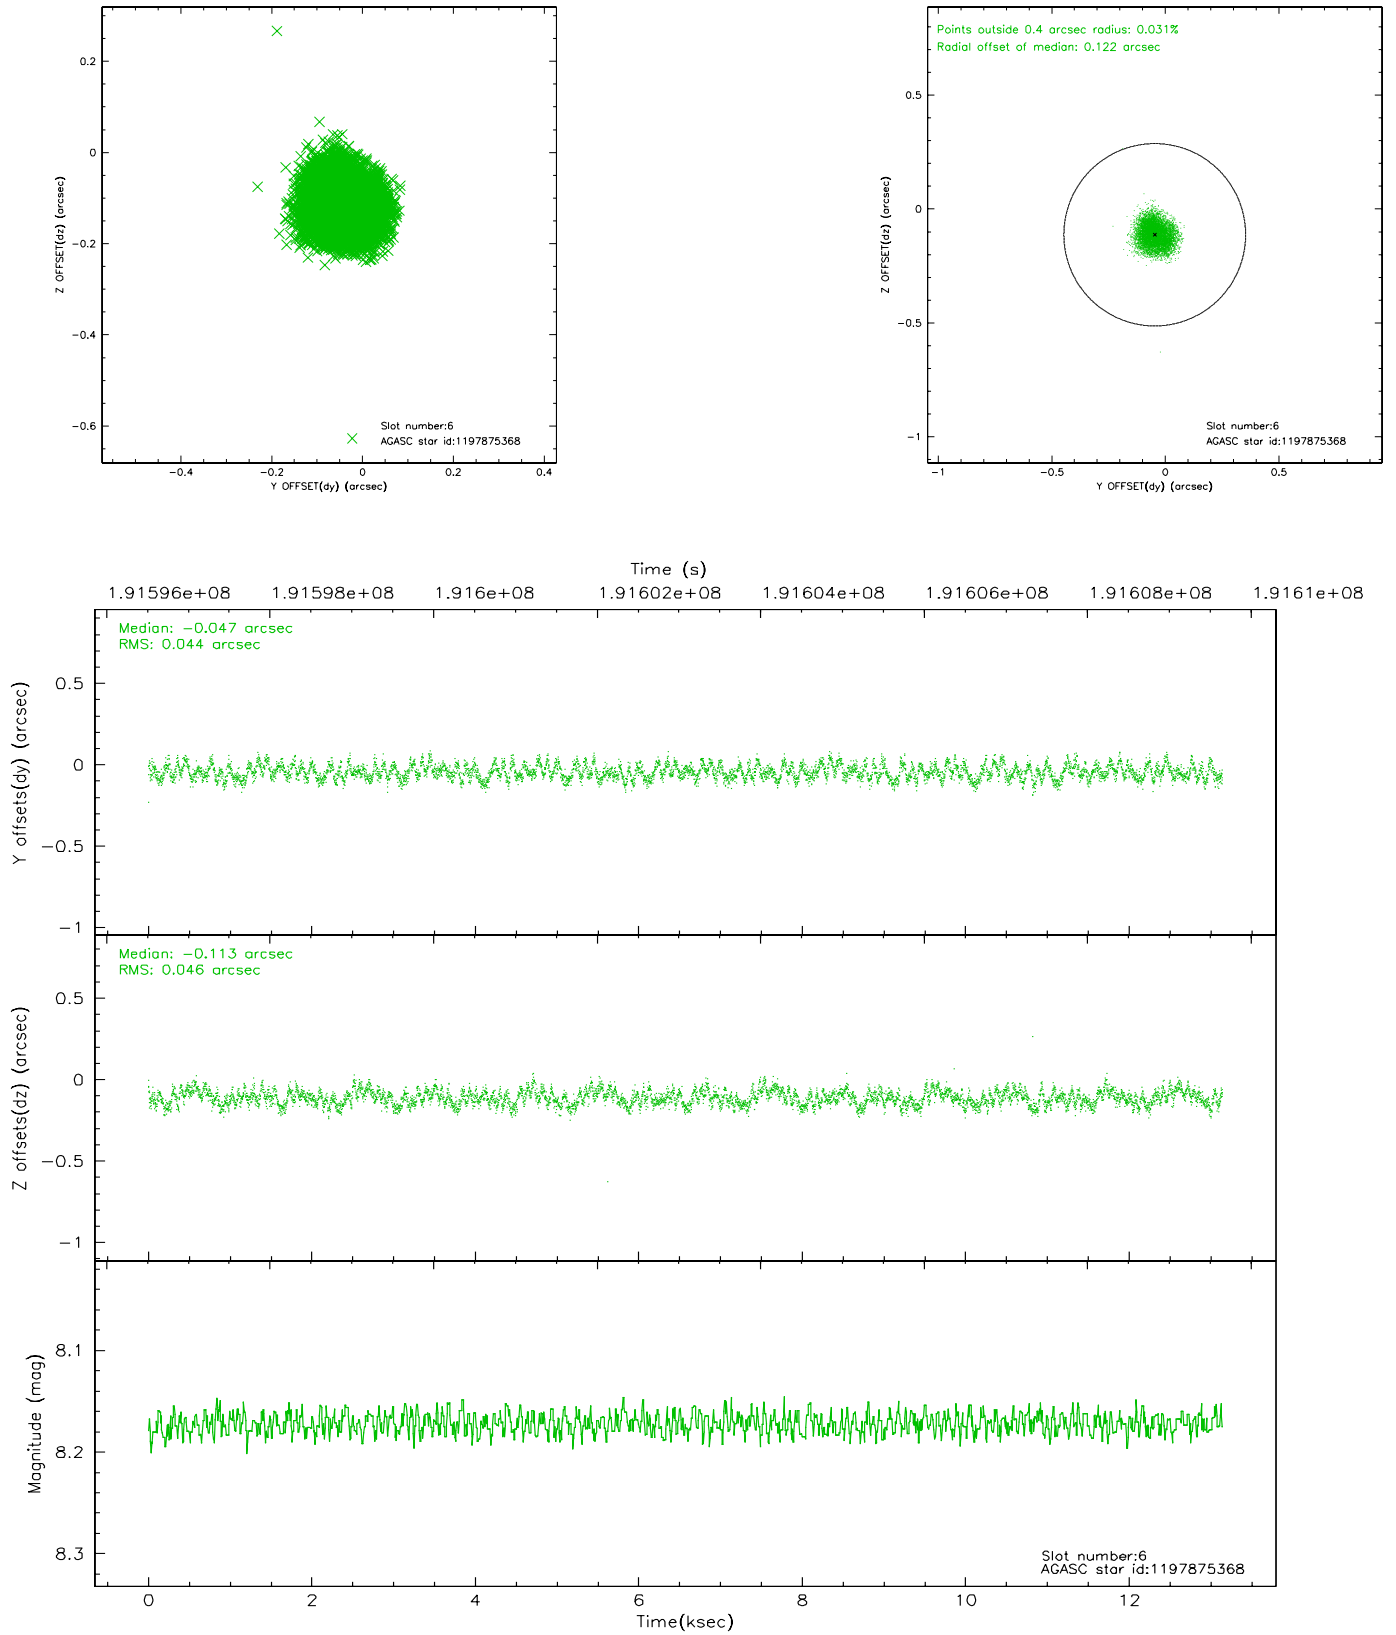 0.2
0
−0.2
−0.4
−0.6
Z OFFSET(dz) (arcsec)
Slot number:6
AGASC star id:1197875368
−0.4
−0.2
0
0.2
0.4
Y OFFSET(dy) (arcsec)
Points outside 0.4 arcsec radius: 0.031%
Radial offset of median: 0.122 arcsec
0.5
0
−0.5
−1
Z OFFSET(dz) (arcsec)
Slot number:6
AGASC star id:1197875368
−1
−0.5
0
0.5
Y OFFSET(dy) (arcsec)
Time (s)
1.91596e+08
1.91598e+08
1.916e+08
1.91602e+08
1.91604e+08
1.91606e+08
1.91608e+08
1.9161e+08
Median: −0.047 arcsec
RMS: 0.044 arcsec
0.5
0
−0.5
−1
Y offsets(dy) (arcsec)
Median: −0.113 arcsec
RMS: 0.046 arcsec
0.5
0
−0.5
−1
Z offsets(dz) (arcsec)
8.1
8.2
8.3
Magnitude (mag)
Slot number:6
AGASC star id:1197875368
0
2
4
6
8
10
12
Time(ksec)